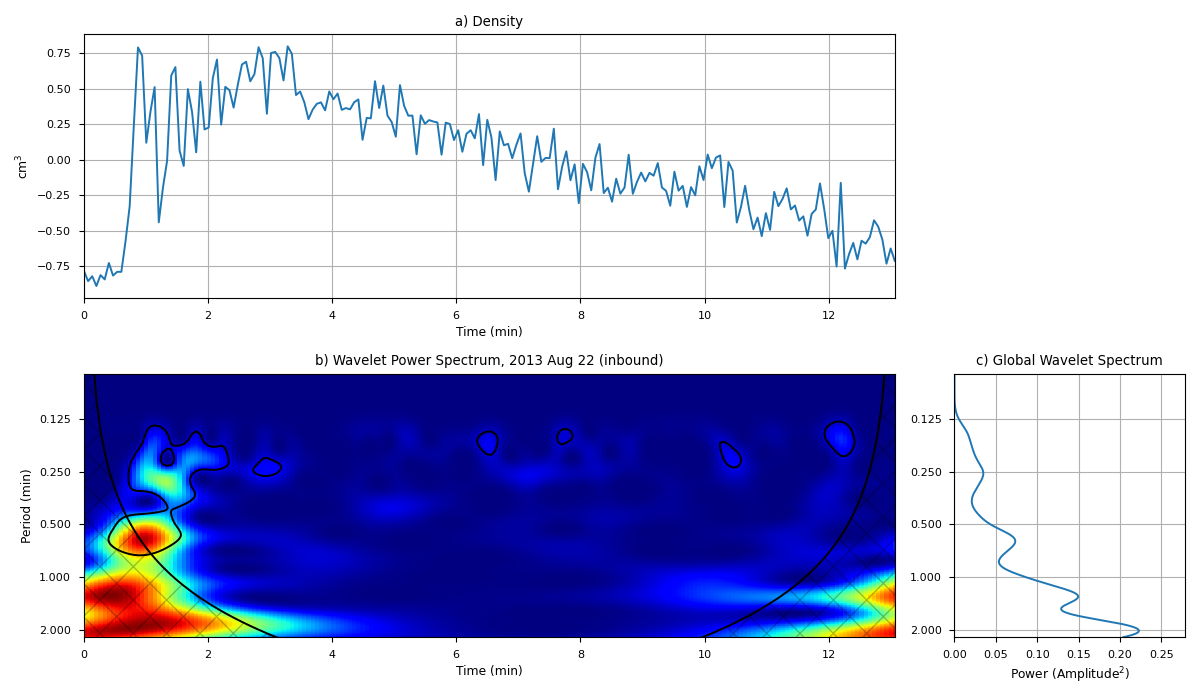 a) Density
0.75
0.50
0.25
0.00
−0.25
−0.50
−0.75
cm³
0 2 4 6 8 10 12
Time (min)
b) Wavelet Power Spectrum, 2013 Aug 22 (inbound)
0.125
0.250
0.500
1.000
2.000
Period (min)
0 2 4 6 8 10 12
Time (min)
c) Global Wavelet Spectrum
0.125
0.250
0.500
1.000
2.000
0.00 0.05 0.10 0.15 0.20 0.25
Power (Amplitude²)